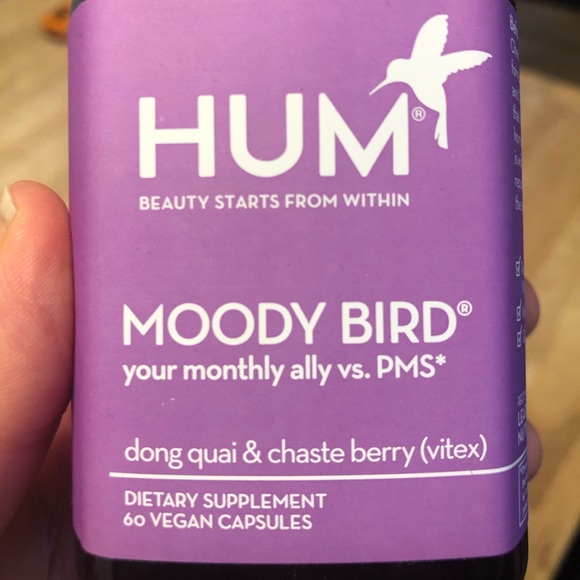 HUM®
BEAUTY STARTS FROM WITHIN
MOODY BIRD®
your monthly ally vs. PMS*
dong quai & chaste berry (vitex)
DIETARY SUPPLEMENT
60 VEGAN CAPSULES